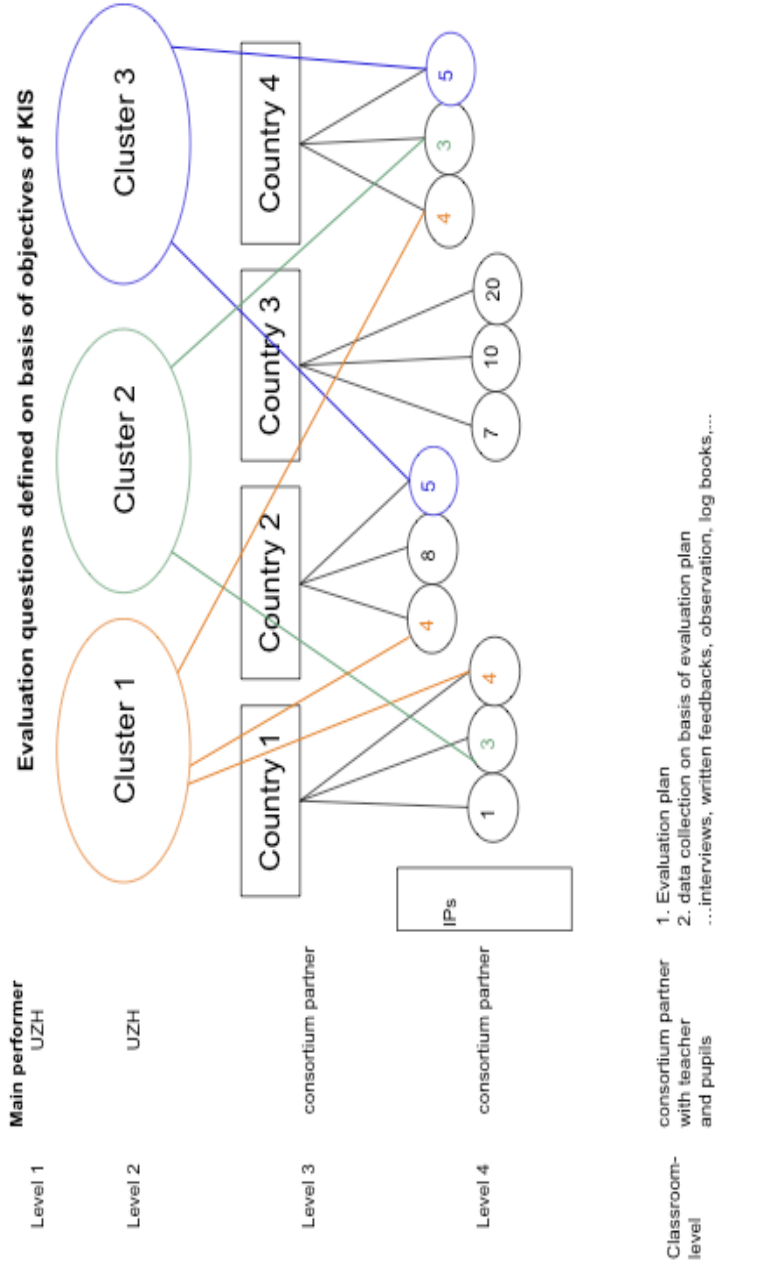 Evaluation questions defined on basis of objectives of KIS
Main performer
Level 1
UZH
Level 2
UZH
Cluster 1
Cluster 2
Cluster 3
Level 3
consortium partner
Country 1
Country 2
Country 3
Country 4
Level 4
consortium partner
IPs
1
3
4
4
8
5
7
10
20
4
3
5
Classroom-
level
consortium partner
with teacher
and pupils
1. Evaluation plan
2. data collection on basis of evaluation plan
…interviews, written feedbacks, observation, log books,...